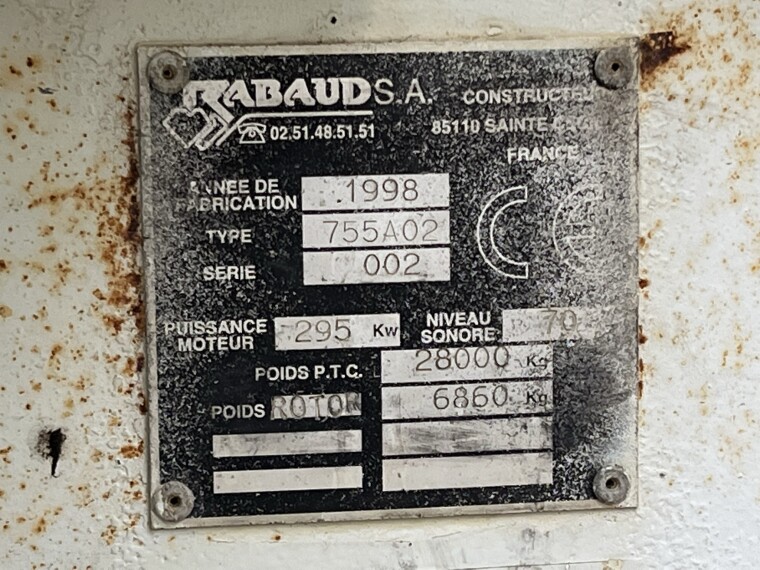 RABAUD S.A. CONSTRUCTEUR
02.51.48.51.51 85110 SAINTE
FRANCE
ANNEE DE FABRICATION 1998
TYPE 755A02
SERIE 002
CE
PUISSANCE MOTEUR 295 Kw NIVEAU SONORE 70
POIDS P.T.C. 28000 Kg
POIDS ROTOR 6860 Kg